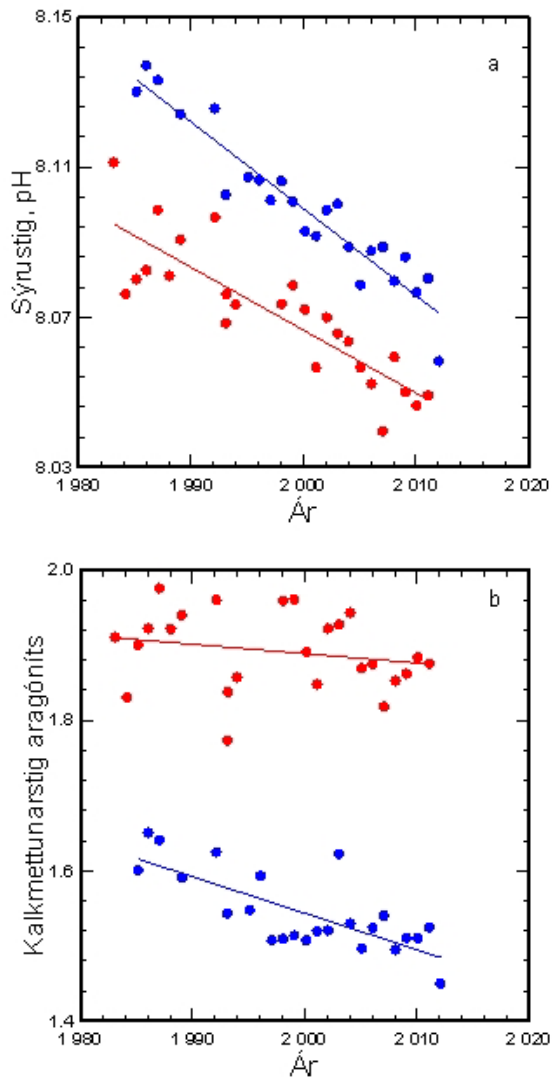 8.15
a
8.11
Sýrustig, pH
8.07
8.03
1 980 1 990 2 000 2 010 2 020
Ár
2.0
b
1.8
Kalkmettunarstig aragóníts
1.6
1.4
1 980 1 990 2 000 2 010 2 020
Ár